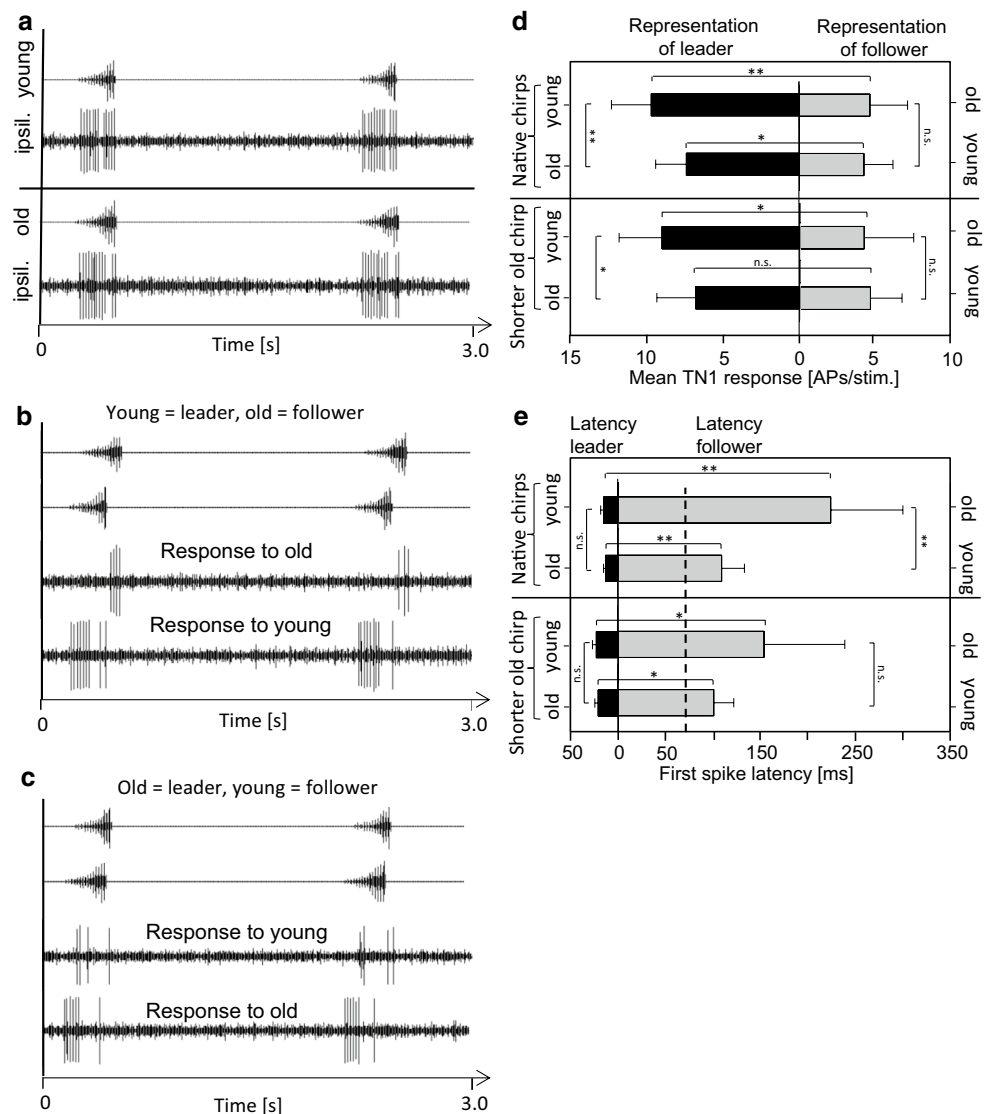 a
young
ipsil.
old
ipsil.
0
Time [s]
3.0
b
Young = leader, old = follower
Response to old
Response to young
0
Time [s]
3.0
c
Old = leader, young = follower
Response to young
Response to old
0
Time [s]
3.0
d
Representation of leader
Representation of follower
Native chirps
young
old
**
**
*
n.s.
old
young
Shorter old chirp
young
old
*
*
n.s.
n.s.
old
young
15 10 5 0 5 10
Mean TN1 response [APs/stim.]
e
Latency leader
Latency follower
Native chirps
young
old
**
n.s.
**
**
old
young
Shorter old chirp
young
old
*
n.s.
*
n.s.
old
young
50 0 50 100 150 200 250 300 350
First spike latency [ms]